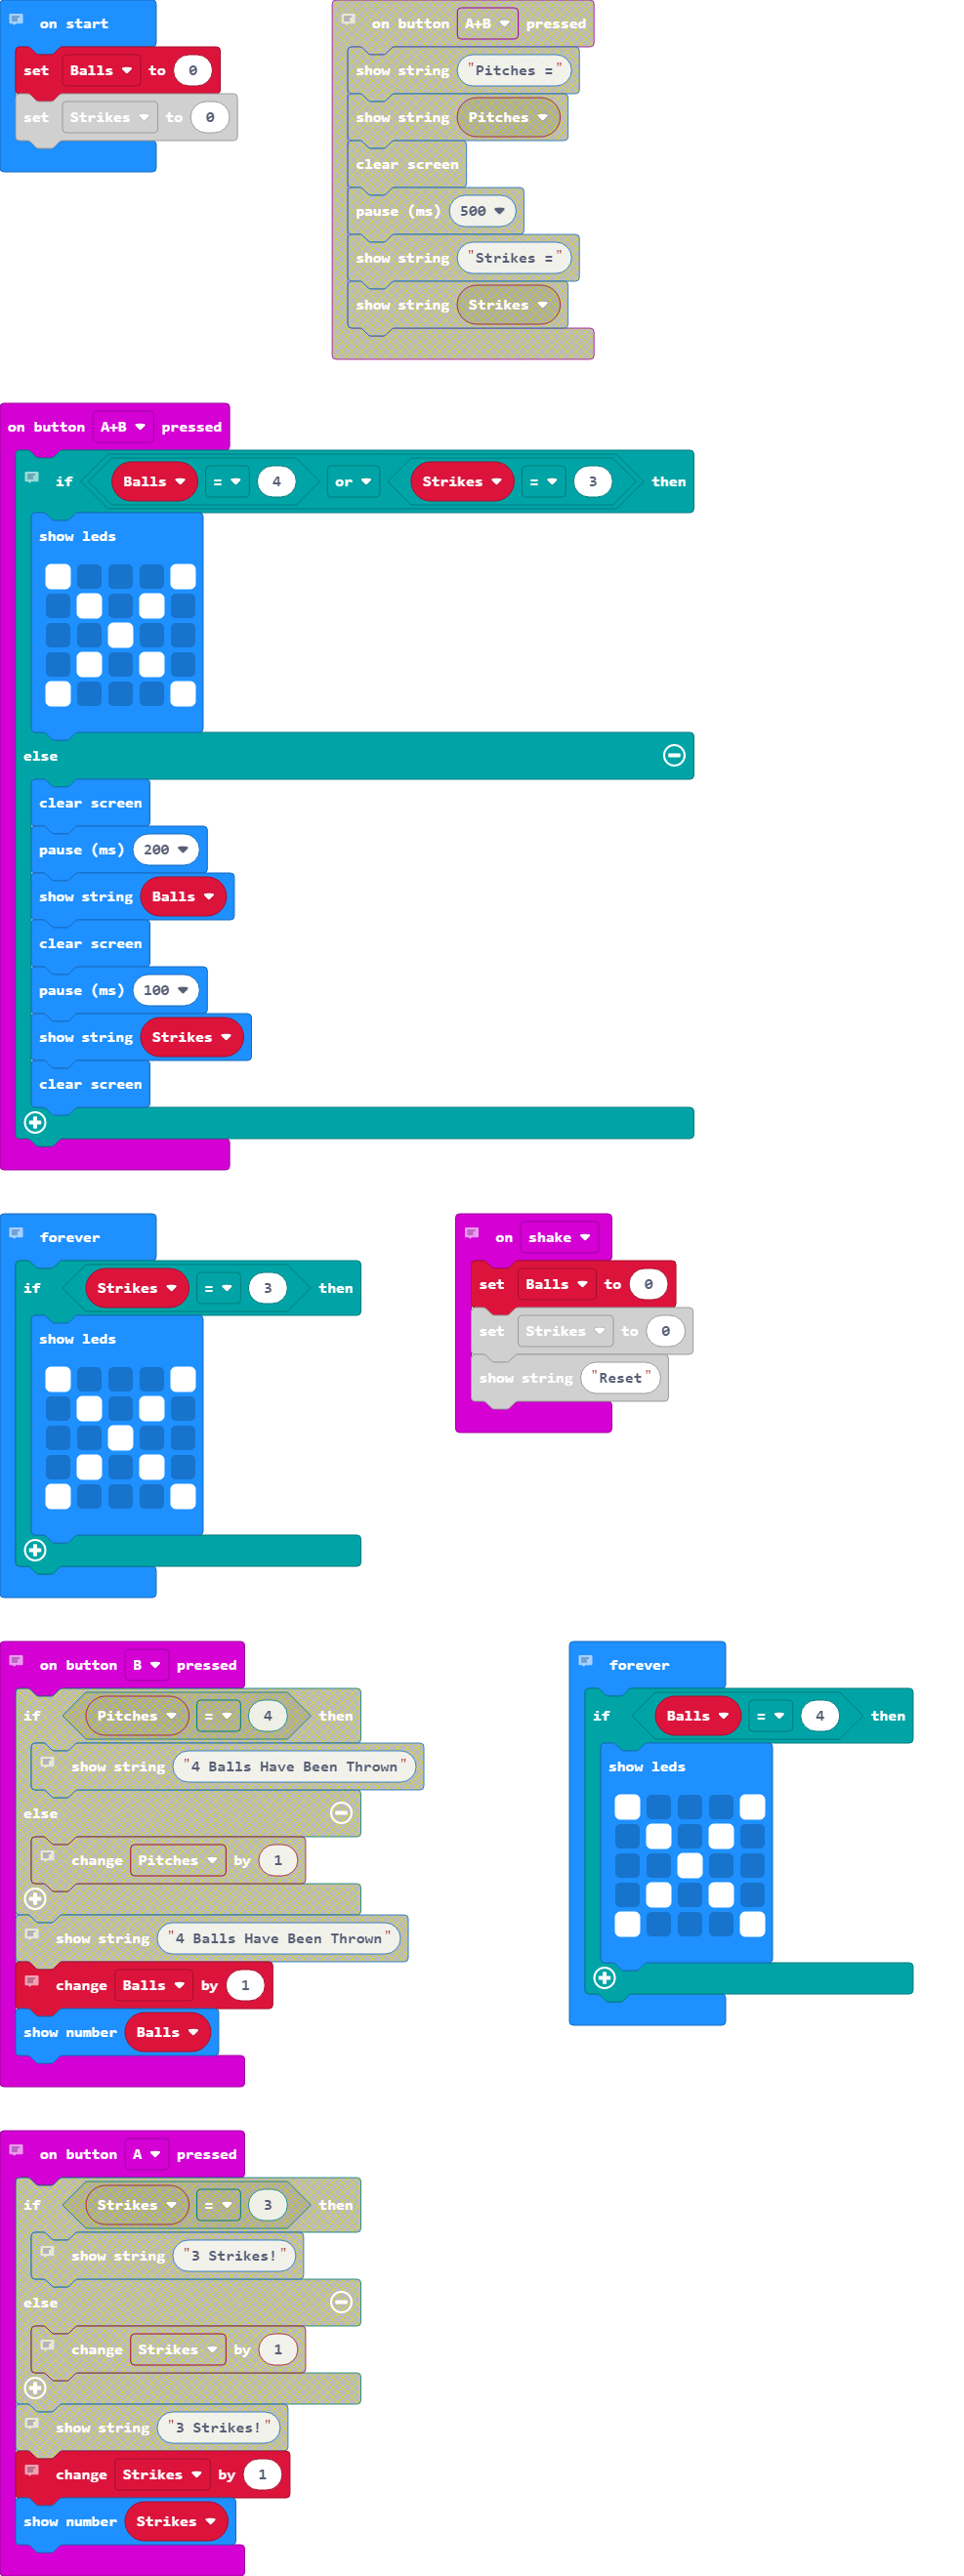 on start
set Balls to 0
set Strikes to 0
on button A+B pressed
show string "Pitches ="
show string Pitches
clear screen
pause (ms) 500
show string "Strikes ="
show string Strikes
on button A+B pressed
if Balls = 4 or Strikes = 3 then
show leds
else
clear screen
pause (ms) 200
show string Balls
clear screen
pause (ms) 100
show string Strikes
clear screen
forever
if Strikes = 3 then
show leds
on shake
set Balls to 0
set Strikes to 0
show string "Reset"
on button B pressed
if Pitches = 4 then
show string "4 Balls Have Been Thrown"
else
change Pitches by 1
show string "4 Balls Have Been Thrown"
change Balls by 1
show number Balls
forever
if Balls = 4 then
show leds
on button A pressed
if Strikes = 3 then
show string "3 Strikes!"
else
change Strikes by 1
show string "3 Strikes!"
change Strikes by 1
show number Strikes